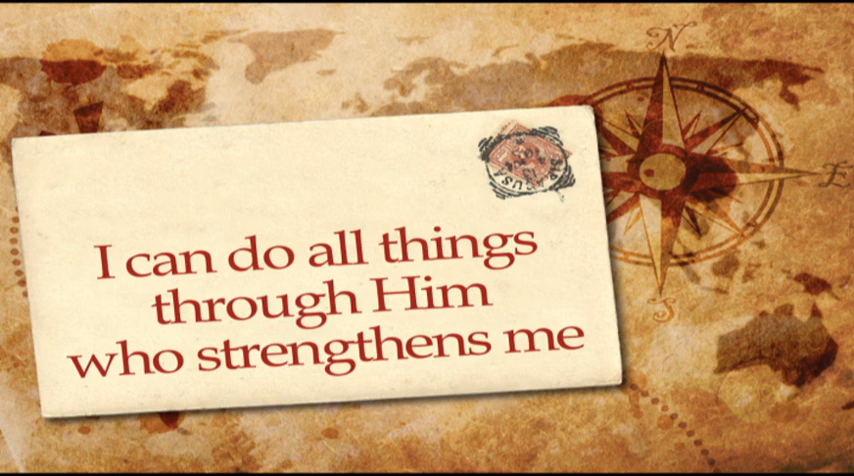 N
E
S
I can do all things
through Him
who strengthens me